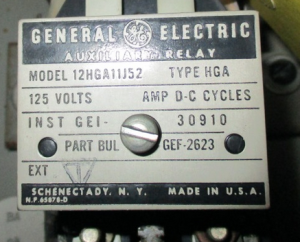 GENERAL GE ELECTRIC
AUXILIARY RELAY
MODEL 12HGA11J52 TYPE HGA
125 VOLTS AMP D-C CYCLES
INST GEI- 30910
PART BUL GEF-2623
EXT
SCHENECTADY, N. Y. MADE IN U.S.A.
N.P. 65878-D